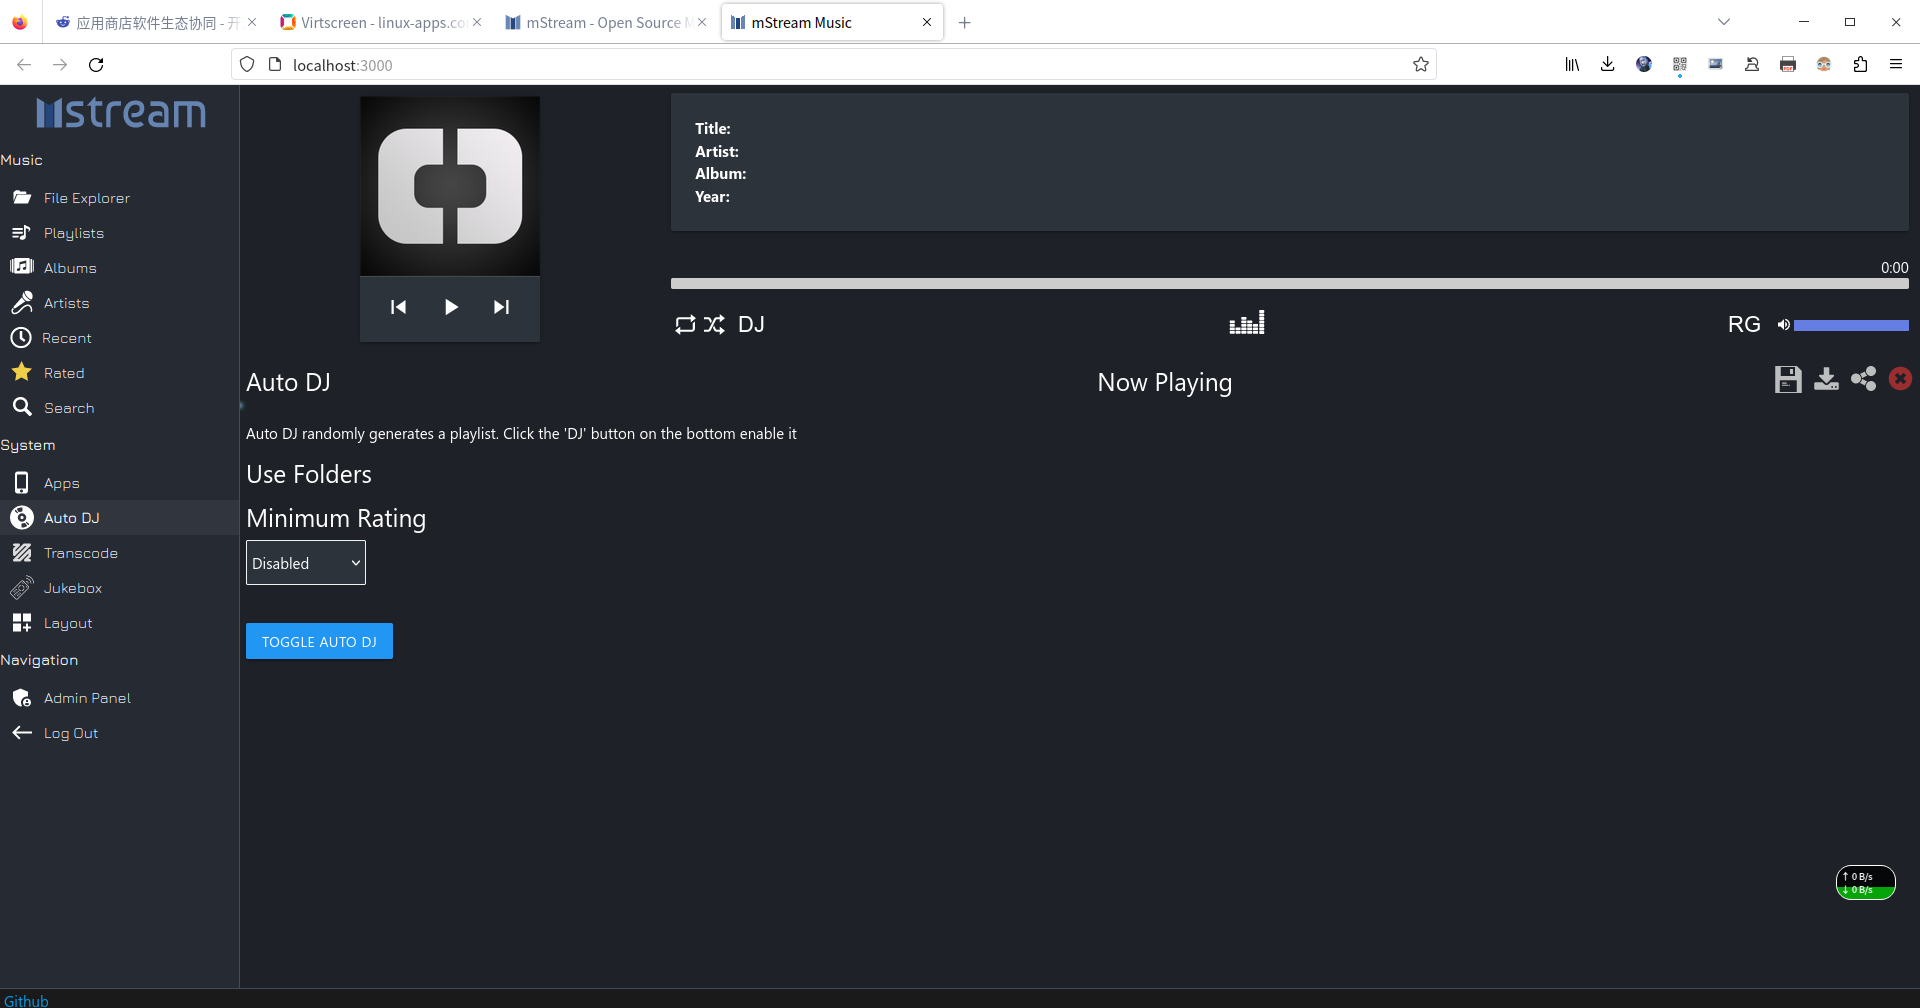 应用商店软件生态协同 - 开
Virtscreen - linux-apps.co
mStream - Open Source M
mStream Music
localhost:3000
mstream
Music
File Explorer
Playlists
Albums
Artists
Recent
Rated
Search
System
Apps
Auto DJ
Transcode
Jukebox
Layout
Navigation
Admin Panel
Log Out
Title:
Artist:
Album:
Year:
0:00
DJ
RG
Auto DJ
Now Playing
Auto DJ randomly generates a playlist. Click the 'DJ' button on the bottom enable it
Use Folders
Minimum Rating
Disabled
TOGGLE AUTO DJ
↑ 0 B/s
↓ 0 B/s
Github